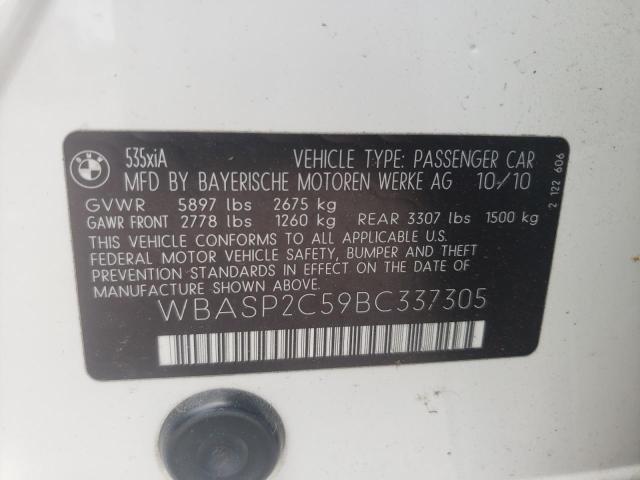 BMW 535xiA VEHICLE TYPE: PASSENGER CAR
MFD BY BAYERISCHE MOTOREN WERKE AG 10/10
GVWR 5897 lbs 2675 kg
GAWR FRONT 2778 lbs 1260 kg REAR 3307 lbs 1500 kg
THIS VEHICLE CONFORMS TO ALL APPLICABLE U.S.
FEDERAL MOTOR VEHICLE SAFETY, BUMPER AND THEFT
PREVENTION STANDARDS IN EFFECT ON THE DATE OF
MANUFACTURE SHOWN ABOVE.
WBASP2C59BC337305
2 122 606